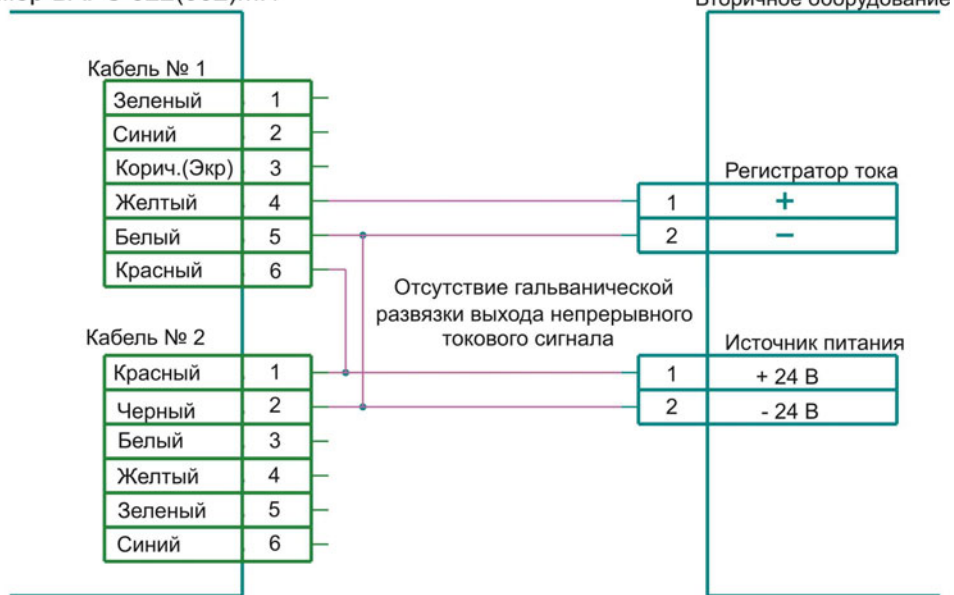 Вторичное оборудование
Кабель № 1
Зеленый 1
Синий 2
Корич.(Экр) 3
Желтый 4
Белый 5
Красный 6
Регистратор тока
1 +
2 −
Отсутствие гальванической
развязки выхода непрерывного
токового сигнала
Кабель № 2
Красный 1
Черный 2
Белый 3
Желтый 4
Зеленый 5
Синий 6
Источник питания
1 + 24 В
2 - 24 В